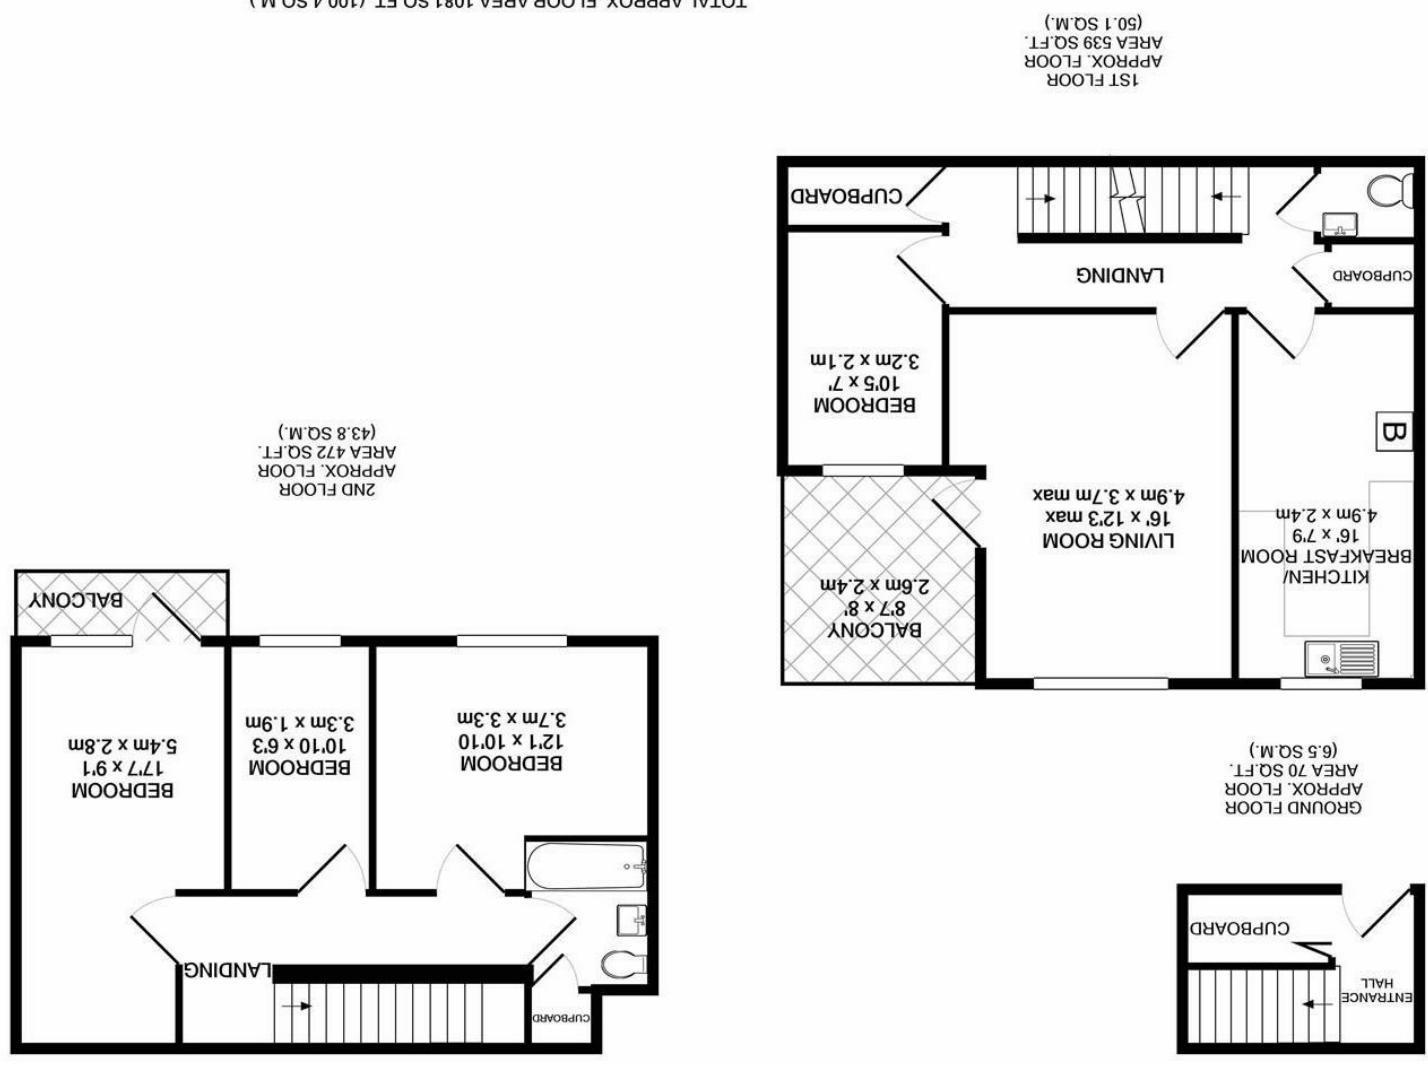 ENTRANCE
HALL
CUPBOARD
GROUND FLOOR
APPROX. FLOOR
AREA 70 SQ.FT.
(6.5 SQ.M.)
KITCHEN/
BREAKFAST ROOM
16' x 7'9
4.9m x 2.4m
B
LIVING ROOM
16' x 12'3 max
4.9m x 3.7m max
BALCONY
8'7 x 8'
2.6m x 2.4m
BEDROOM
10'5 x 7'
3.2m x 2.1m
CUPBOARD
LANDING
CUPBOARD
1ST FLOOR
APPROX. FLOOR
AREA 539 SQ.FT.
(50.1 SQ.M.)
CUPBOARD
LANDING
BEDROOM
12'1 x 10'10
3.7m x 3.3m
BEDROOM
10'10 x 6'3
3.3m x 1.9m
BEDROOM
17'7 x 9'1
5.4m x 2.8m
BALCONY
2ND FLOOR
APPROX. FLOOR
AREA 472 SQ.FT.
(43.8 SQ.M.)
TOTAL APPROX. FLOOR AREA 1081 SQ.FT. (100.4 SQ.M.)